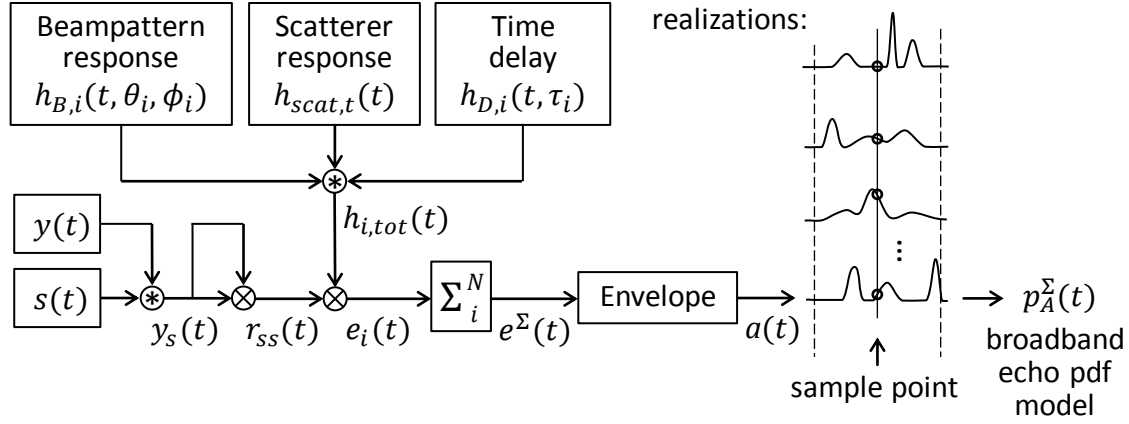 Beampattern
response
h_{B,i}(t, θ_i, ϕ_i)
Scatterer
response
h_{scat,t}(t)
Time
delay
h_{D,i}(t, τ_i)
realizations:
⊛
h_{i,tot}(t)
y(t)
s(t)
⊛
⊗
⊗
y_s(t)
r_{ss}(t)
e_i(t)
∑_i^N
e^Σ(t)
Envelope
a(t)
⋮
sample point
p_A^Σ(t)
broadband
echo pdf
model